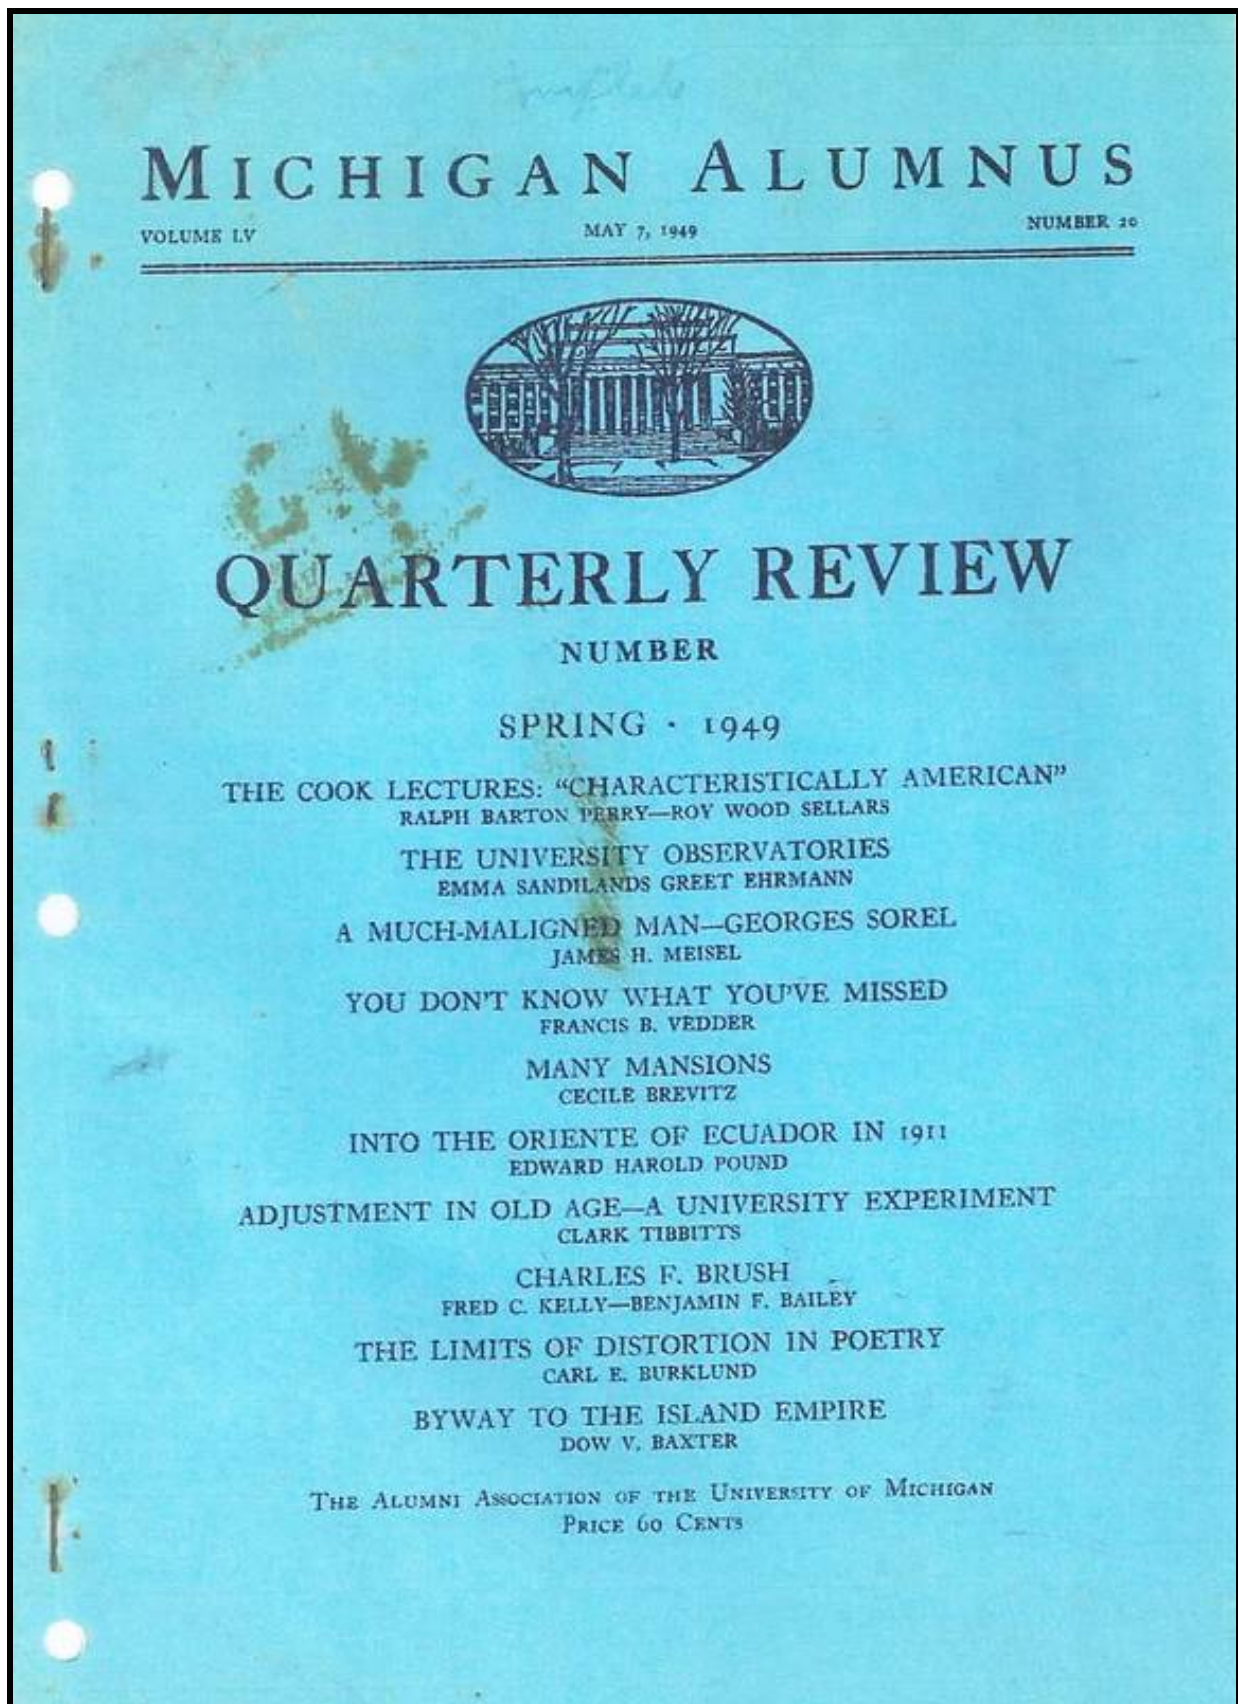 MICHIGAN ALUMNUS
VOLUME LV MAY 7, 1949 NUMBER 20
QUARTERLY REVIEW
NUMBER
SPRING · 1949
THE COOK LECTURES: “CHARACTERISTICALLY AMERICAN”
RALPH BARTON PERRY—ROY WOOD SELLARS
THE UNIVERSITY OBSERVATORIES
EMMA SANDILANDS GREET EHRMANN
A MUCH-MALIGNED MAN—GEORGES SOREL
JAMES H. MEISEL
YOU DON'T KNOW WHAT YOU'VE MISSED
FRANCIS B. VEDDER
MANY MANSIONS
CECILE BREVITZ
INTO THE ORIENTE OF ECUADOR IN 1911
EDWARD HAROLD POUND
ADJUSTMENT IN OLD AGE—A UNIVERSITY EXPERIMENT
CLARK TIBBITTS
CHARLES F. BRUSH
FRED C. KELLY—BENJAMIN F. BAILEY
THE LIMITS OF DISTORTION IN POETRY
CARL E. BURKLUND
BYWAY TO THE ISLAND EMPIRE
DOW V. BAXTER
THE ALUMNI ASSOCIATION OF THE UNIVERSITY OF MICHIGAN
PRICE 60 CENTS